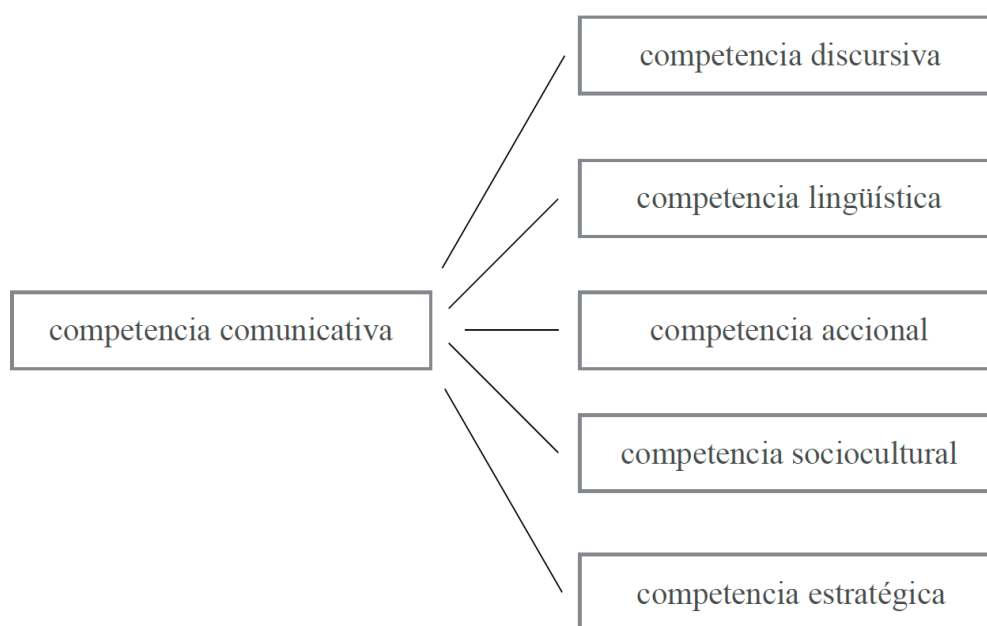 competencia discursiva
competencia lingüística
competencia comunicativa
competencia accional
competencia sociocultural
competencia estratégica